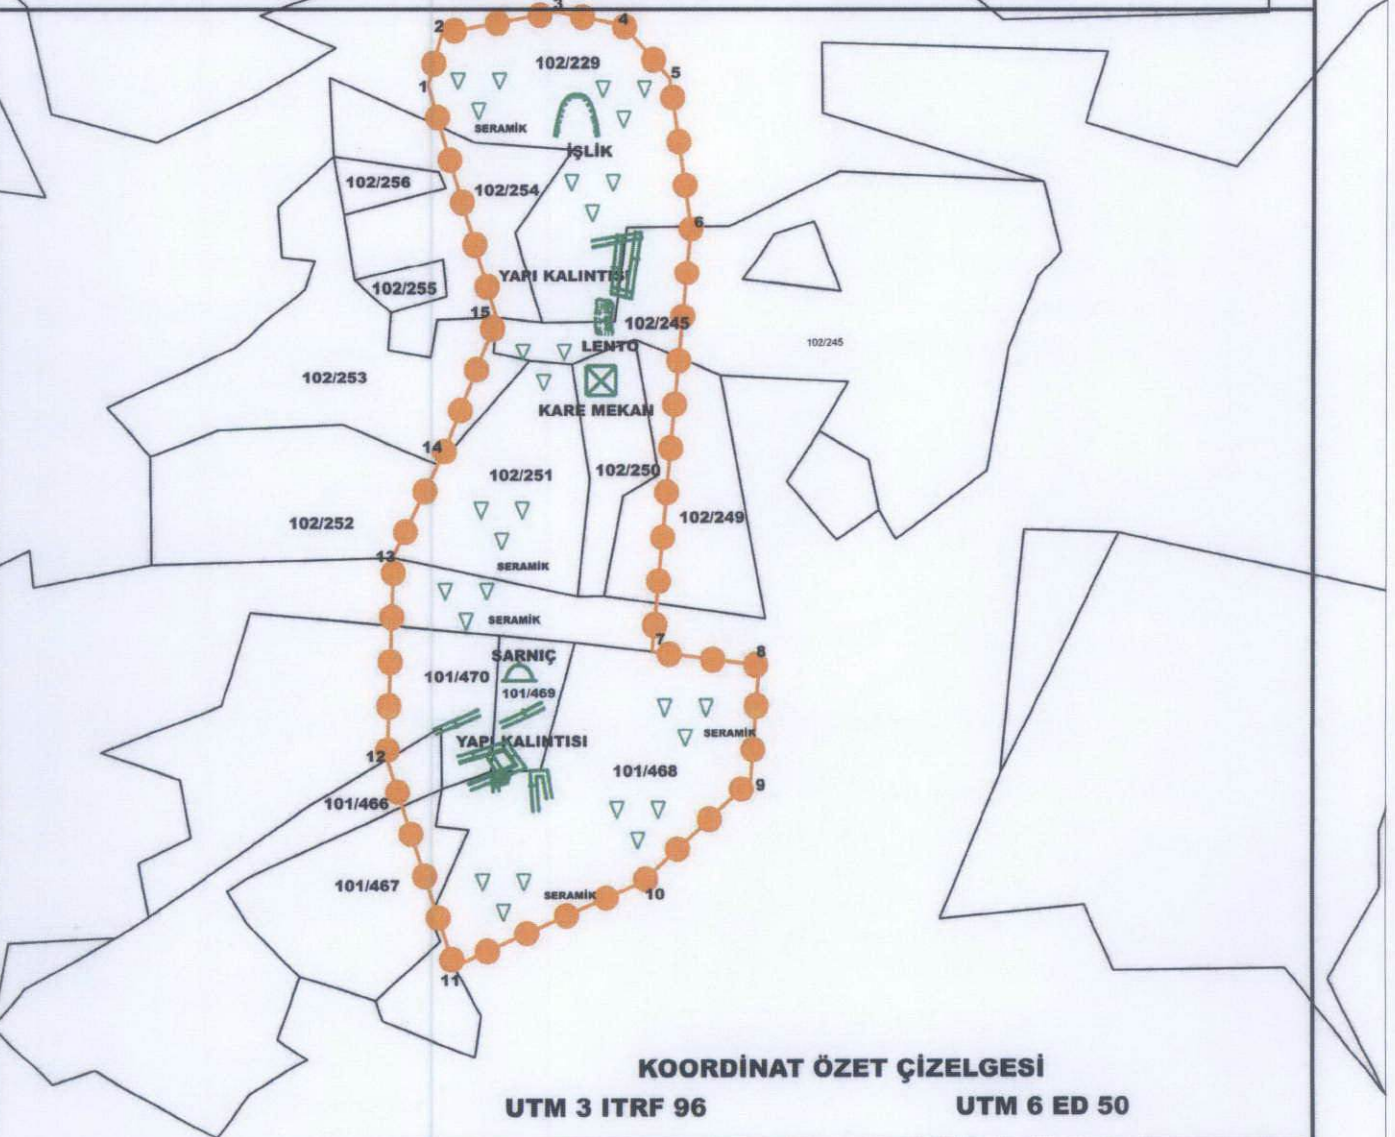 3
2
4
102/229
5
1
SERAMİK
İŞLİK
102/256
102/254
6
YAPI KALINTISI
102/255
15
102/245
102/245
LENTO
102/253
KARE MEKAN
14
102/251
102/250
102/252
102/249
13
SERAMİK
SERAMİK
7
8
SARNIÇ
101/470
101/469
SERAMİK
YAPI KALINTISI
12
101/468
9
101/466
101/467
SERAMİK
10
11
KOORDİNAT ÖZET ÇİZELGESİ
UTM 3 ITRF 96
UTM 6 ED 50